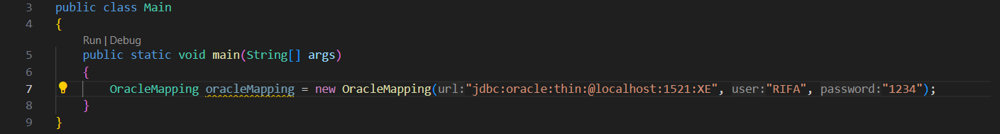 3 public class Main
4 {
Run | Debug
5 public static void main(String[] args)
6 {
7 OracleMapping oracleMapping = new OracleMapping(url:"jdbc:oracle:thin:@localhost:1521:XE", user:"RIFA", password:"1234");
8 }
9 }